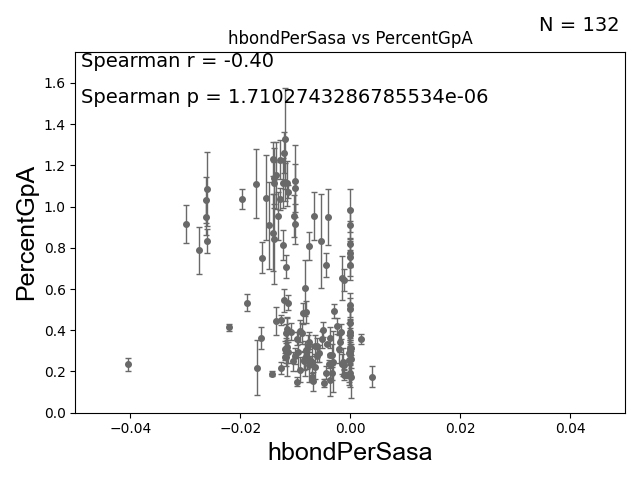 N = 132
hbondPerSasa vs PercentGpA
Spearman r = -0.40
Spearman p = 1.7102743286785534e-06
PercentGpA
1.6
1.4
1.2
1.0
0.8
0.6
0.4
0.2
0.0
−0.04 −0.02 0.00 0.02 0.04
hbondPerSasa